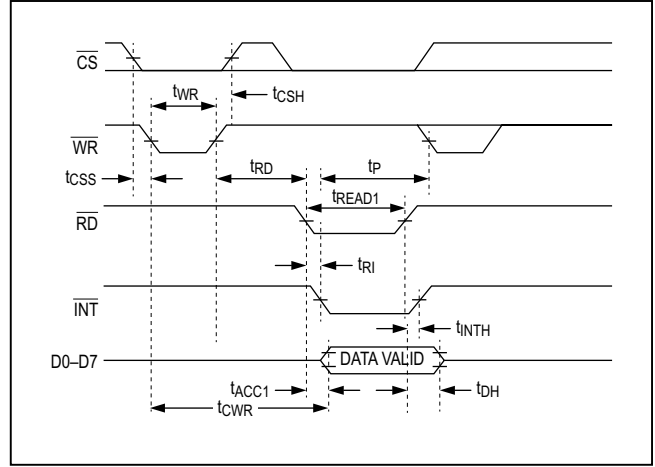 CS
tWR
tCSH
WR
tCSS
tRD
tP
tREAD1
RD
tRI
INT
tINTH
D0–D7
DATA VALID
tACC1
tDH
tCWR